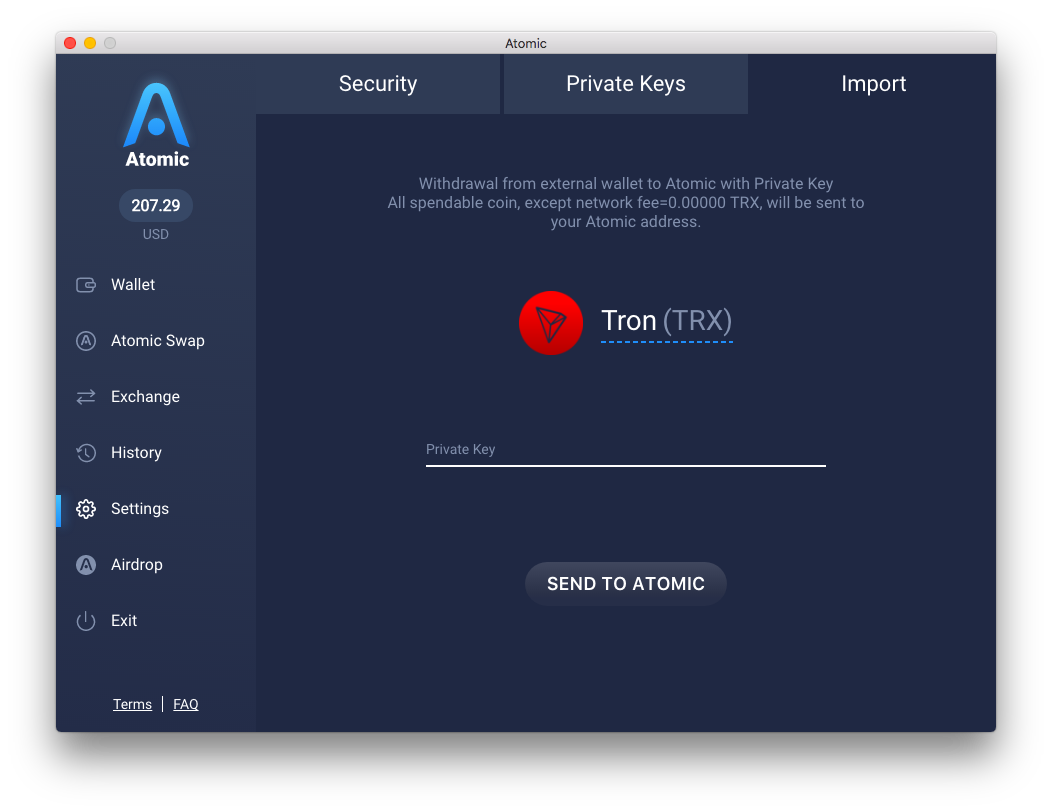 Atomic
Security
Private Keys
Import
Atomic
207.29
USD
Wallet
Atomic Swap
Exchange
History
Settings
Airdrop
Exit
Terms | FAQ
Withdrawal from external wallet to Atomic with Private Key
All spendable coin, except network fee=0.00000 TRX, will be sent to
your Atomic address.
Tron (TRX)
Private Key
SEND TO ATOMIC